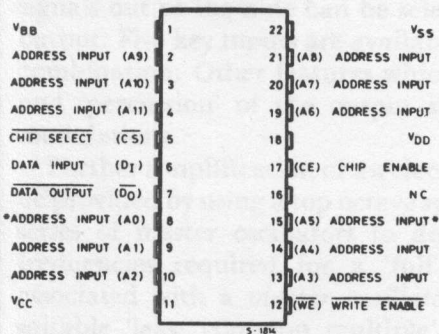 VBB 22 VSS
ADDRESS INPUT (A9) 2 21 (A8) ADDRESS INPUT
ADDRESS INPUT (A10) 3 20 (A7) ADDRESS INPUT
ADDRESS INPUT (A11) 4 19 (A6) ADDRESS INPUT
CHIP SELECT (CS) 5 18 VDD
DATA INPUT (DI) 6 17 (CE) CHIP ENABLE
DATA OUTPUT (DO) 7 16 NC
*ADDRESS INPUT (A0) 8 15 (A5) ADDRESS INPUT*
ADDRESS INPUT (A1) 9 14 (A4) ADDRESS INPUT
ADDRESS INPUT (A2) 10 13 (A3) ADDRESS INPUT
VCC 12 (WE) WRITE ENABLE
S-1814